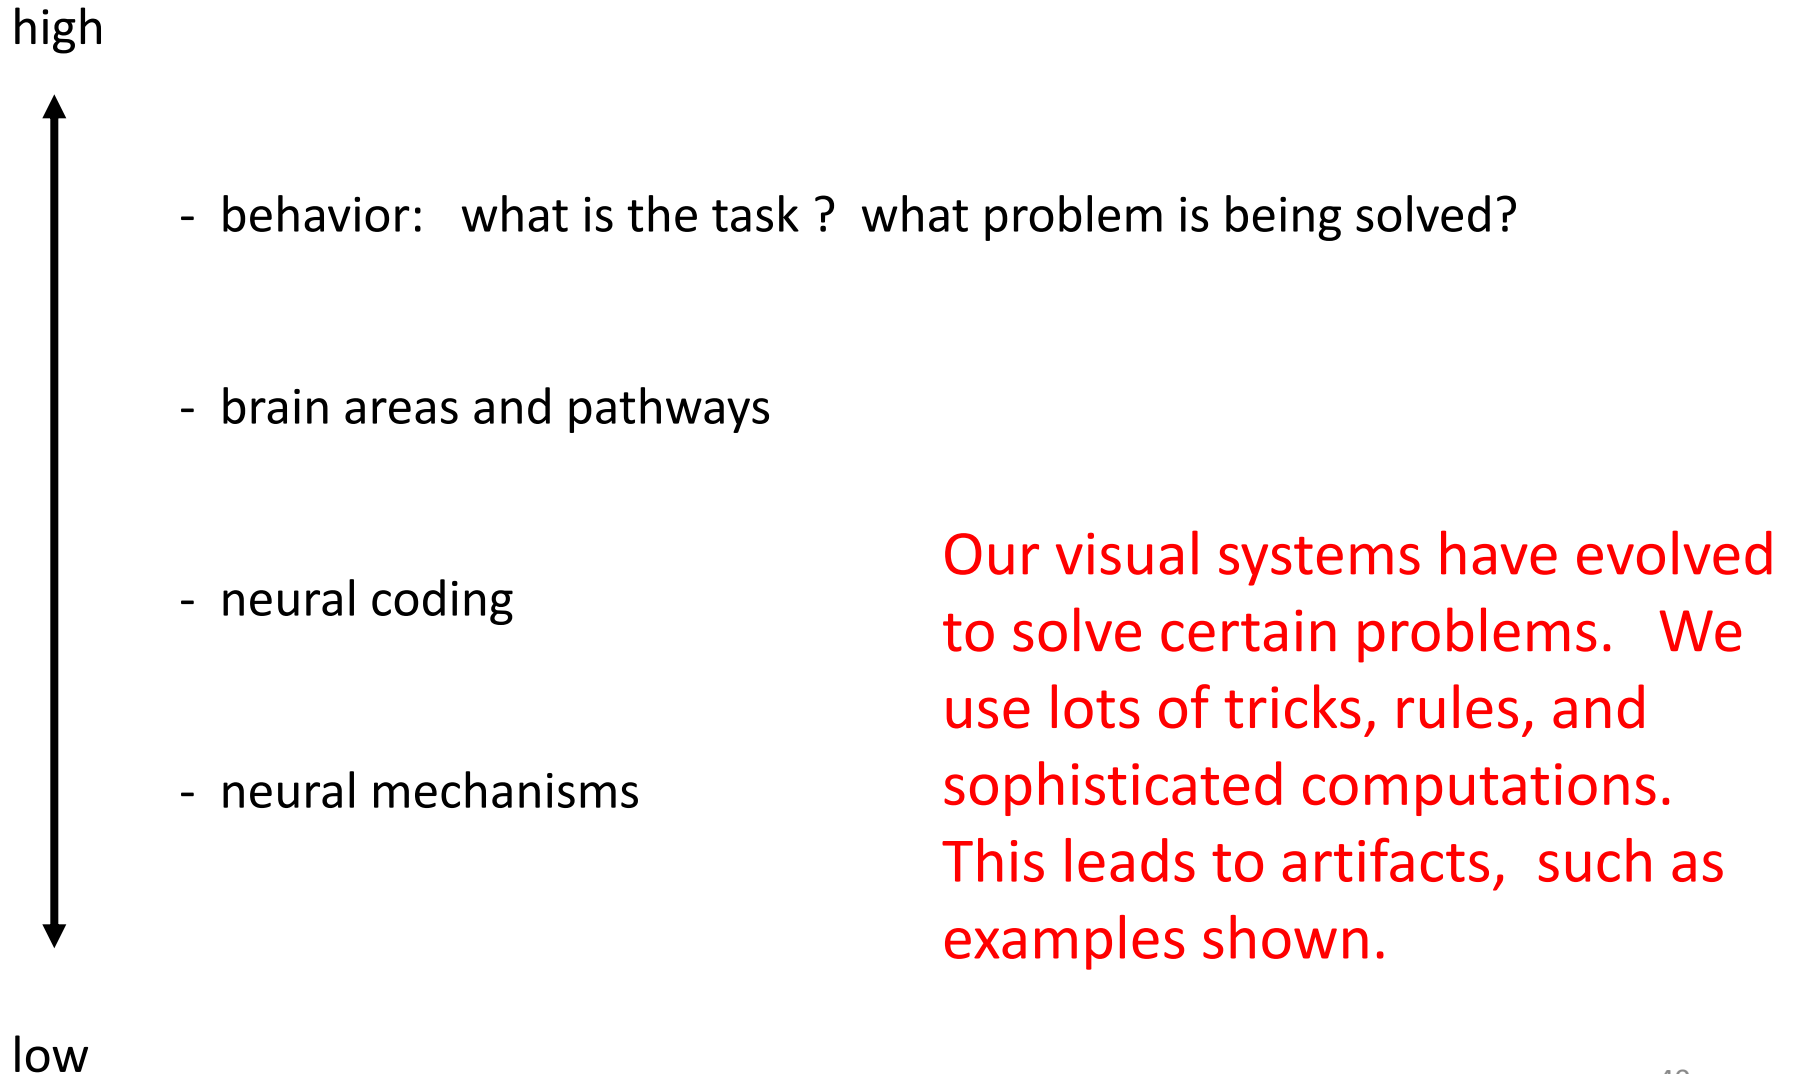 high
- behavior: what is the task ? what problem is being solved?
- brain areas and pathways
- neural coding
- neural mechanisms
Our visual systems have evolved
to solve certain problems. We
use lots of tricks, rules, and
sophisticated computations.
This leads to artifacts, such as
examples shown.
low